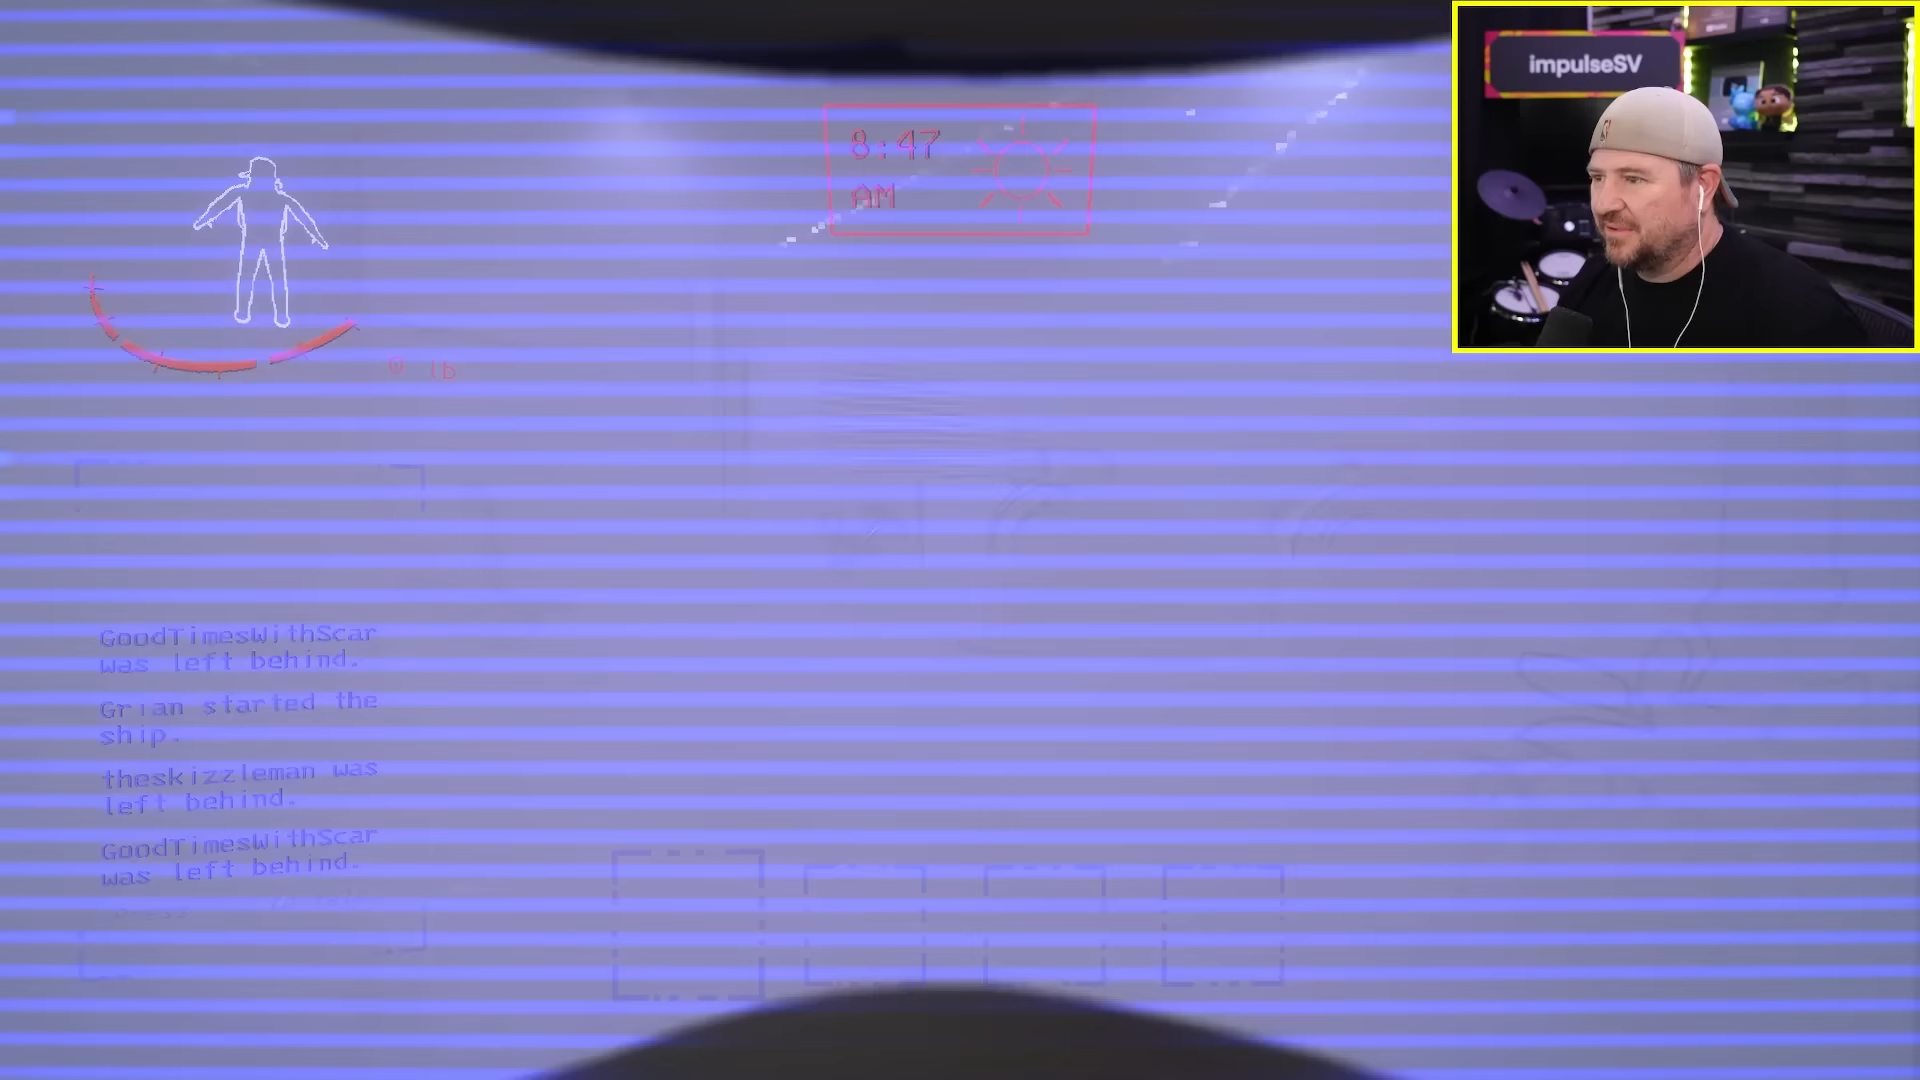 impulseSV
8:47
AM
0 lb
GoodTimesWithScar
was left behind.
Grian started the
ship.
theskizzleman was
left behind.
GoodTimesWithScar
was left behind.